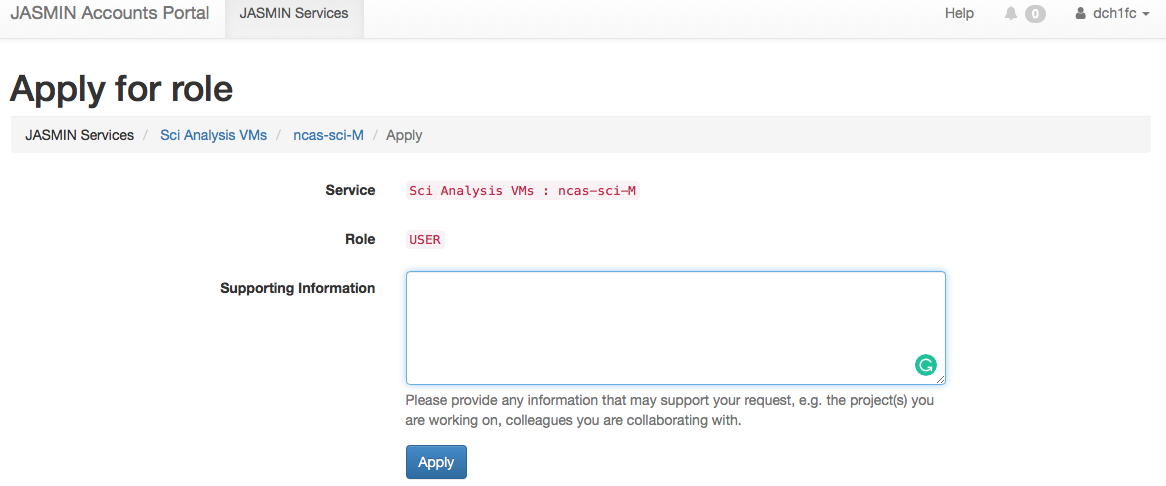 JASMIN Accounts Portal JASMIN Services Help 0 dch1fc
Apply for role
JASMIN Services / Sci Analysis VMs / ncas-sci-M / Apply
Service Sci Analysis VMs : ncas-sci-M
Role USER
Supporting Information
Please provide any information that may support your request, e.g. the project(s) you
are working on, colleagues you are collaborating with.
Apply